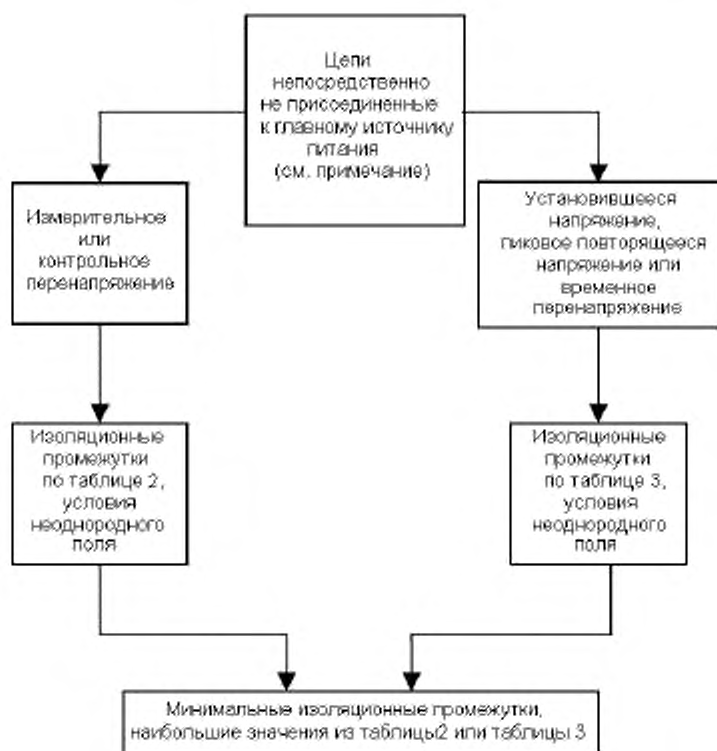 Цепи
непосредственно
не присоединенные
к главному источнику
питания
(см. примечание)
Измерительное
или
контрольное
перенапряжение
Установившееся
напряжение,
пиковое повторящееся
напряжение или
временное
перенапряжение
Изоляционные
промежутки
по таблице 2,
условия
неоднородного
поля
Изоляционные
промежутки
по таблице 3,
условия
неоднородного
поля
Минимальные изоляционные промежутки,
наибольшие значения из таблицы2 или таблицы 3